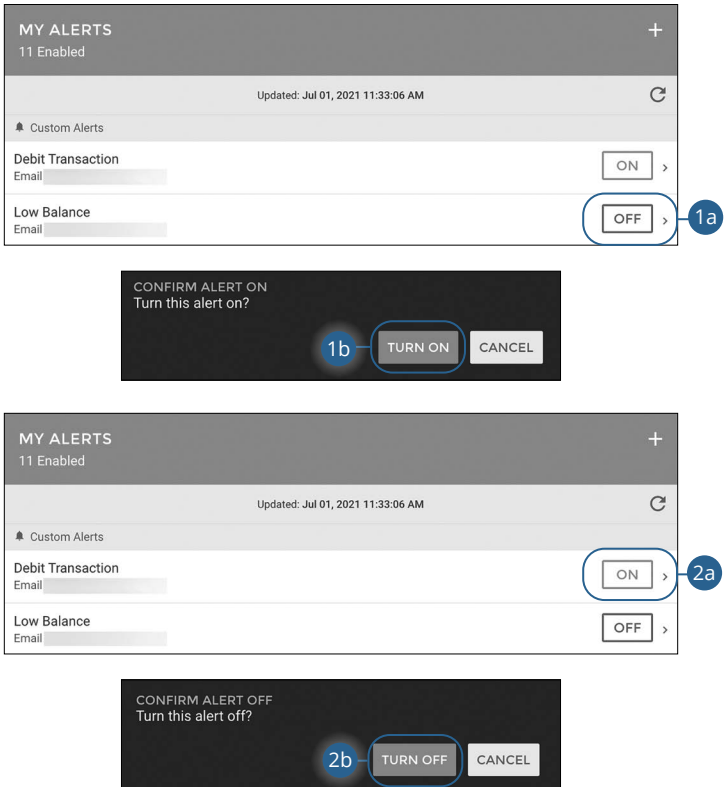 MY ALERTS
11 Enabled
Updated: Jul 01, 2021 11:33:06 AM
Custom Alerts
Debit Transaction
Email
ON
Low Balance
Email
OFF
1a
CONFIRM ALERT ON
Turn this alert on?
1b
TURN ON
CANCEL
MY ALERTS
11 Enabled
Updated: Jul 01, 2021 11:33:06 AM
Custom Alerts
Debit Transaction
Email
ON
2a
Low Balance
Email
OFF
CONFIRM ALERT OFF
Turn this alert off?
2b
TURN OFF
CANCEL